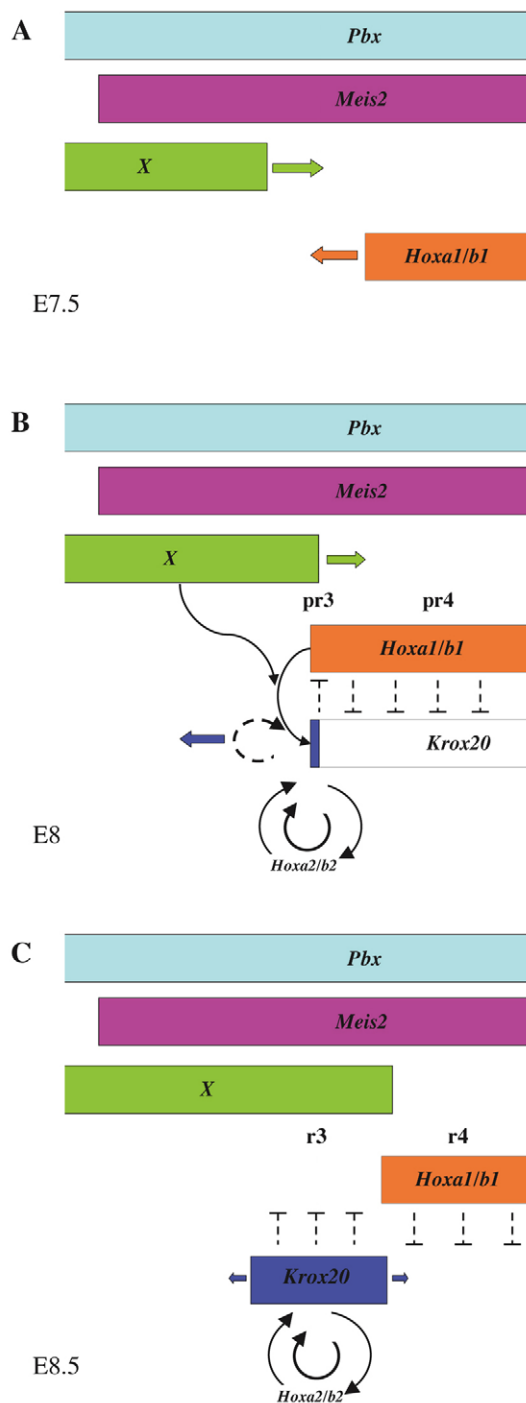 A
Pbx
Meis2
X
Hoxa1/b1
E7.5
B
Pbx
Meis2
X
pr3 pr4
Hoxa1/b1
Krox20
E8
Hoxa2/b2
C
Pbx
Meis2
X
r3 r4
Hoxa1/b1
Krox20
E8.5
Hoxa2/b2